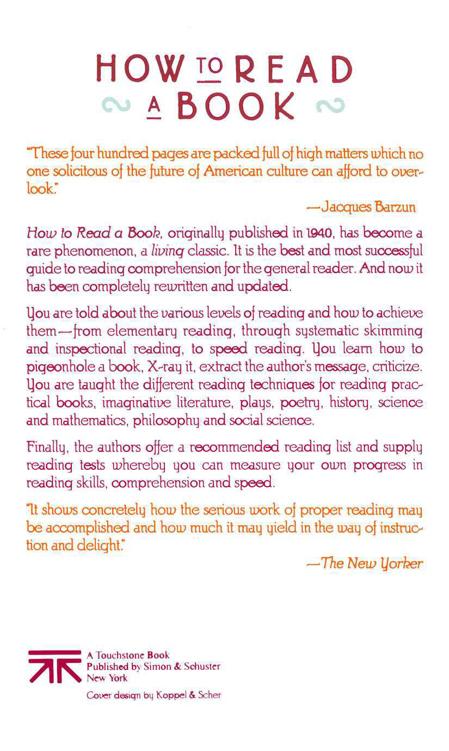 HOW TO READ
A BOOK
"These four hundred pages are packed full of high matters which no
one solicitous of the future of American culture can afford to over-
look."
—Jacques Barzun
How to Read a Book, originally published in 1940, has become a
rare phenomenon, a living classic. It is the best and most successful
guide to reading comprehension for the general reader. And now it
has been completely rewritten and updated.
You are told about the various levels of reading and how to achieve
them—from elementary reading, through systematic skimming
and inspectional reading, to speed reading. You learn how to
pigeonhole a book, X-ray it, extract the author's message, criticize.
You are taught the different reading techniques for reading prac-
tical books, imaginative literature, plays, poetry, history, science
and mathematics, philosophy and social science.
Finally, the authors offer a recommended reading list and supply
reading tests whereby you can measure your own progress in
reading skills, comprehension and speed.
"It shows concretely how the serious work of proper reading may
be accomplished and how much it may yield in the way of instruc-
tion and delight."
—The New Yorker
A Touchstone Book
Published by Simon & Schuster
New York
Cover design by Koppel & Scher